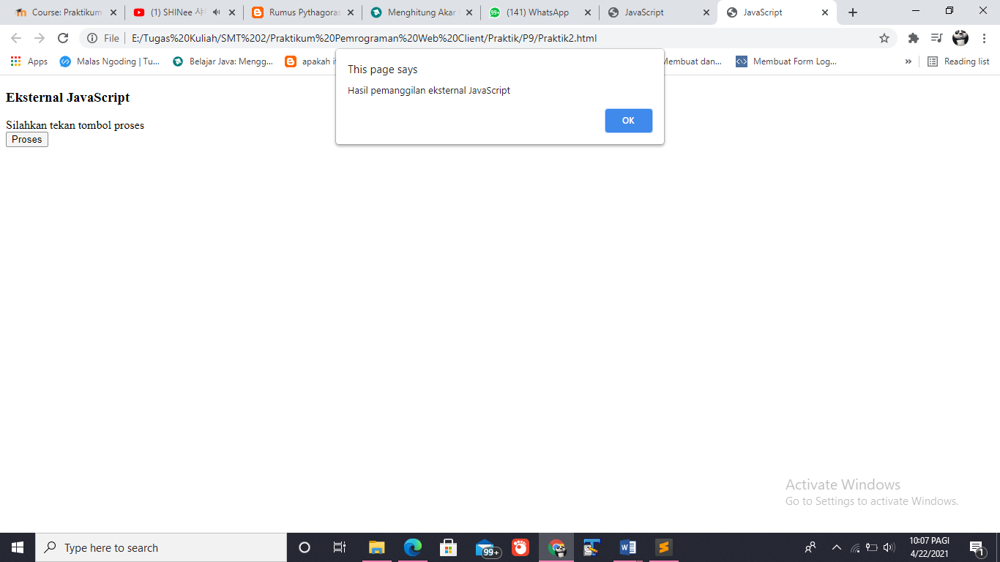 Course: Praktikum
(1) SHINee 샤
Rumus Pythagoras
Menghitung Akar
(141) WhatsApp
JavaScript
JavaScript
File
E:/Tugas%20Kuliah/SMT%202/Praktikum%20Pemrograman%20Web%20Client/Praktik/P9/Praktik2.html
Apps
Malas Ngoding | Tu...
Belajar Java: Mengg...
apakah it
Membuat dan...
Membuat Form Log...
»
Reading list
This page says
Hasil pemanggilan eksternal JavaScript
OK
Eksternal JavaScript
Silahkan tekan tombol proses
Proses
Activate Windows
Go to Settings to activate Windows.
Type here to search
99+
10:07 PAGI
4/22/2021
1